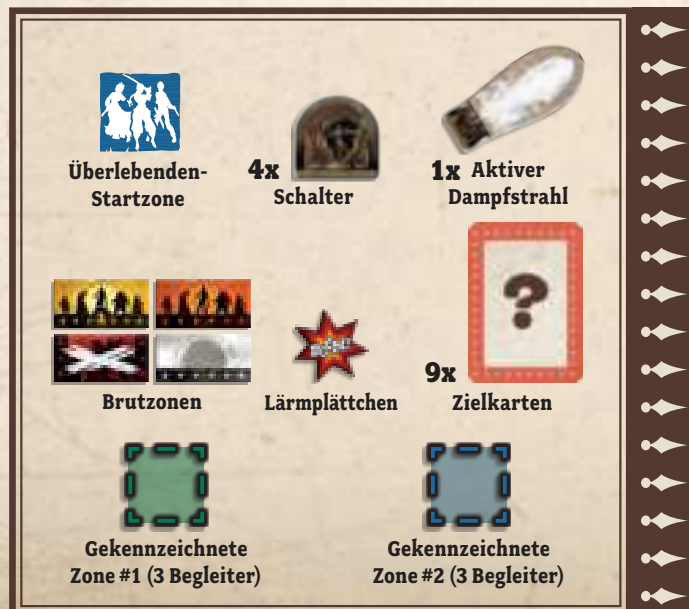 Überlebenden-
Startzone
4x
Schalter
1x Aktiver
Dampfstrahl
Brutzonen
Lärmplättchen
?
9x
Zielkarten
Gekennzeichnete
Zone #1 (3 Begleiter)
Gekennzeichnete
Zone #2 (3 Begleiter)